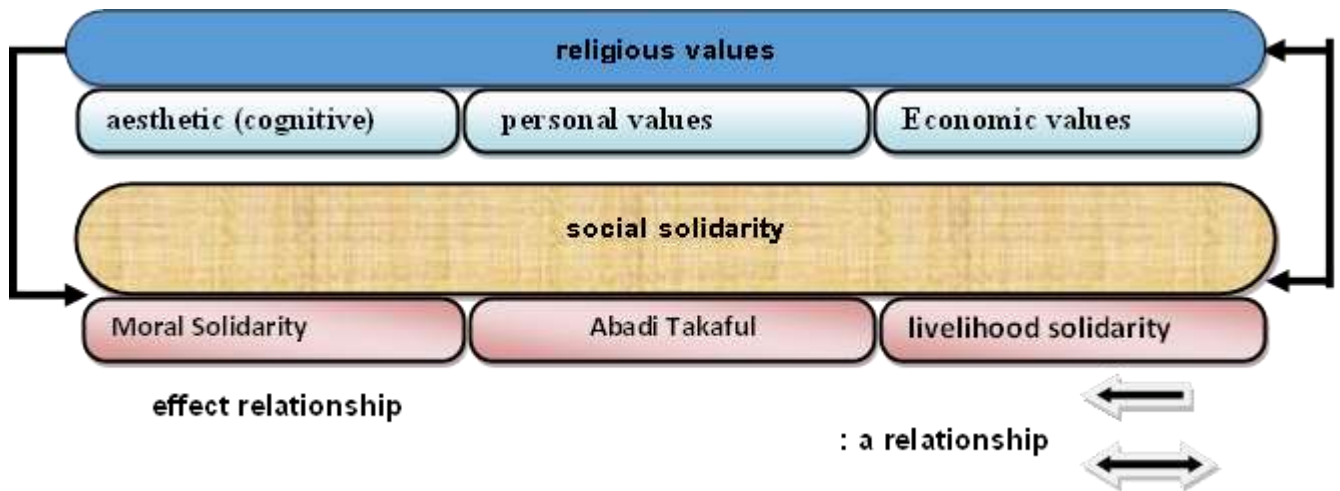 religious values
aesthetic (cognitive)
personal values
Economic values
social solidarity
Moral Solidarity
Abadi Takaful
livelihood solidarity
effect relationship
: a relationship